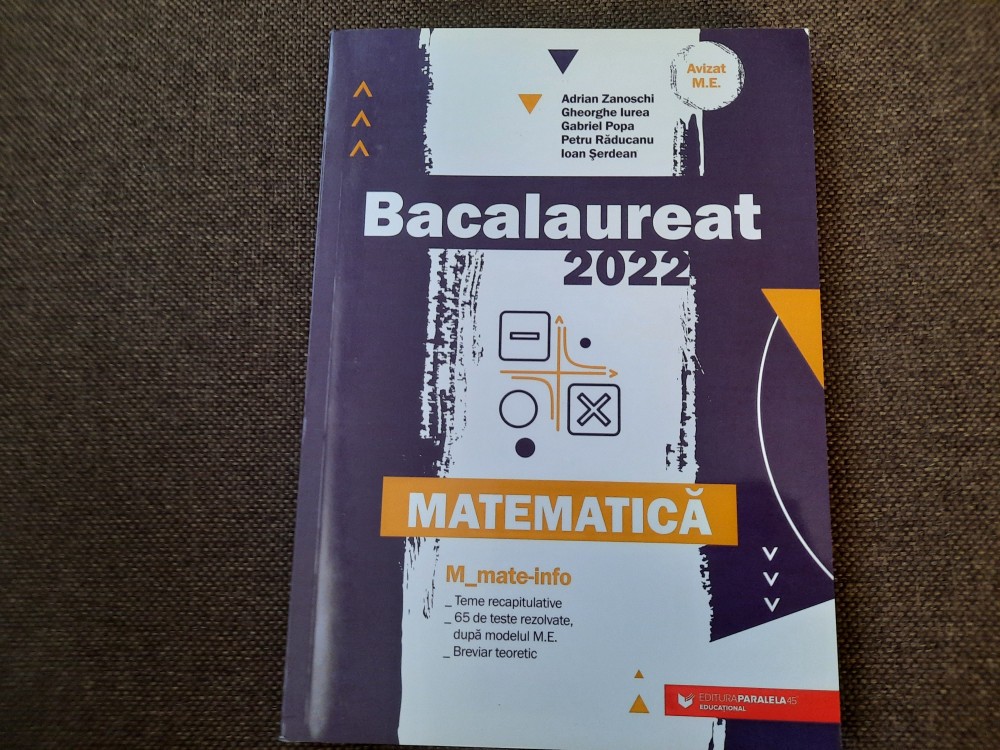 Avizat
M.E.
Adrian Zanoschi
Gheorghe Iurea
Gabriel Popa
Petru Răducanu
Ioan Șerdean
Bacalaureat
2022
MATEMATICĂ
M_mate-info
_ Teme recapitulative
_ 65 de teste rezolvate,
după modelul M.E.
_ Breviar teoretic
EDITURA PARALELA 45
EDUCAȚIONAL